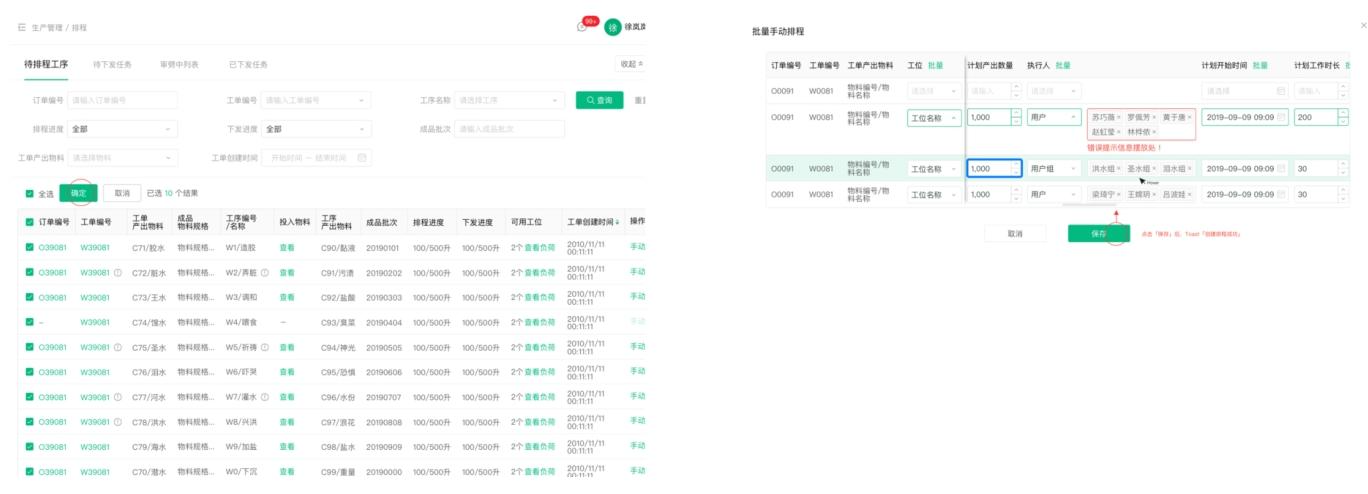 生产管理 / 排程
99+
徐
徐岚岚
待排程工序
待下发任务
审劈中列表
已下发任务
收起
订单编号 请输入订单编号
工单编号 请输入工单编号
工序名称 请选择工序
查询
排程进度 全部
下发进度 全部
成品批次 请输入成品批次
工单产出物料 请选择物料
工单创建时间 开始时间 – 结束时间
全选 确定 取消 已选 10 个结果
订单编号 工单编号 工单产出物料 成品物料规格 工序编号/名称 投入物料 工序产出物料 成品批次 排程进度 下发进度 可用工位 工单创建时间 操作
O39081 W39081 C71/胶水 物料规格... W1/造胶 查看 C90/黏液 20190101 100/500升 100/500升 2个 查看负荷 2010/11/11 00:11:11 手动
O39081 W39081 C72/脏水 物料规格... W2/弄脏 查看 C91/污渍 20190202 100/500升 100/500升 2个 查看负荷 2010/11/11 00:11:11 手动
O39081 W39081 C73/王水 物料规格... W3/调和 查看 C92/盐酸 20190303 100/500升 100/500升 2个 查看负荷 2010/11/11 00:11:11 手动
– W39081 C74/馊水 物料规格... W4/喂食 – C93/臭菜 20190404 100/500升 100/500升 2个 查看负荷 2010/11/11 00:11:11 手动
O39081 W39081 C75/圣水 物料规格... W5/祈祷 查看 C94/神光 20190505 100/500升 100/500升 2个 查看负荷 2010/11/11 00:11:11 手动
O39081 W39081 C76/泪水 物料规格... W6/吓哭 查看 C95/恐惧 20190606 100/500升 100/500升 2个 查看负荷 2010/11/11 00:11:11 手动
O39081 W39081 C77/河水 物料规格... W7/灌水 查看 C96/水份 20190707 100/500升 100/500升 2个 查看负荷 2010/11/11 00:11:11 手动
O39081 W39081 C78/洪水 物料规格... W8/兴洪 查看 C97/浪花 20190808 100/500升 100/500升 2个 查看负荷 2010/11/11 00:11:11 手动
O39081 W39081 C79/海水 物料规格... W9/加盐 查看 C98/盐水 20190909 100/500升 100/500升 2个 查看负荷 2010/11/11 00:11:11 手动
O39081 W39081 C70/潜水 物料规格... W0/下沉 查看 C99/重量 20190000 100/500升 100/500升 2个 查看负荷 2010/11/11 00:11:11 手动
批量手动排程
订单编号 工单编号 工单产出物料 工位 批量 计划产出数量 执行人 批量 计划开始时间 批量 计划工作时长
O0091 W0081 物料编号/物料名称 请选择 请输入 请选择 请选择 请输入
O0091 W0081 物料编号/物料名称 工位名称 1,000 用户 苏巧薇 × 罗佩芳 × 黄于唐 × 2019-09-09 09:09 200
赵虹莹 × 林桦侬 ×
错误提示信息摆放处！
O0091 W0081 物料编号/物料名称 工位名称 1,000 用户组 洪水组 × 圣水组 × 泪水组 × 2019-09-09 09:09 30
Hover
O0091 W0081 物料编号/物料名称 工位名称 1,000 用户 梁琦宁 × 王嫦玥 × 吕波娃 × 2019-09-09 09:09 30
取消 保存 点击「保存」后，Toast「创建排程成功」